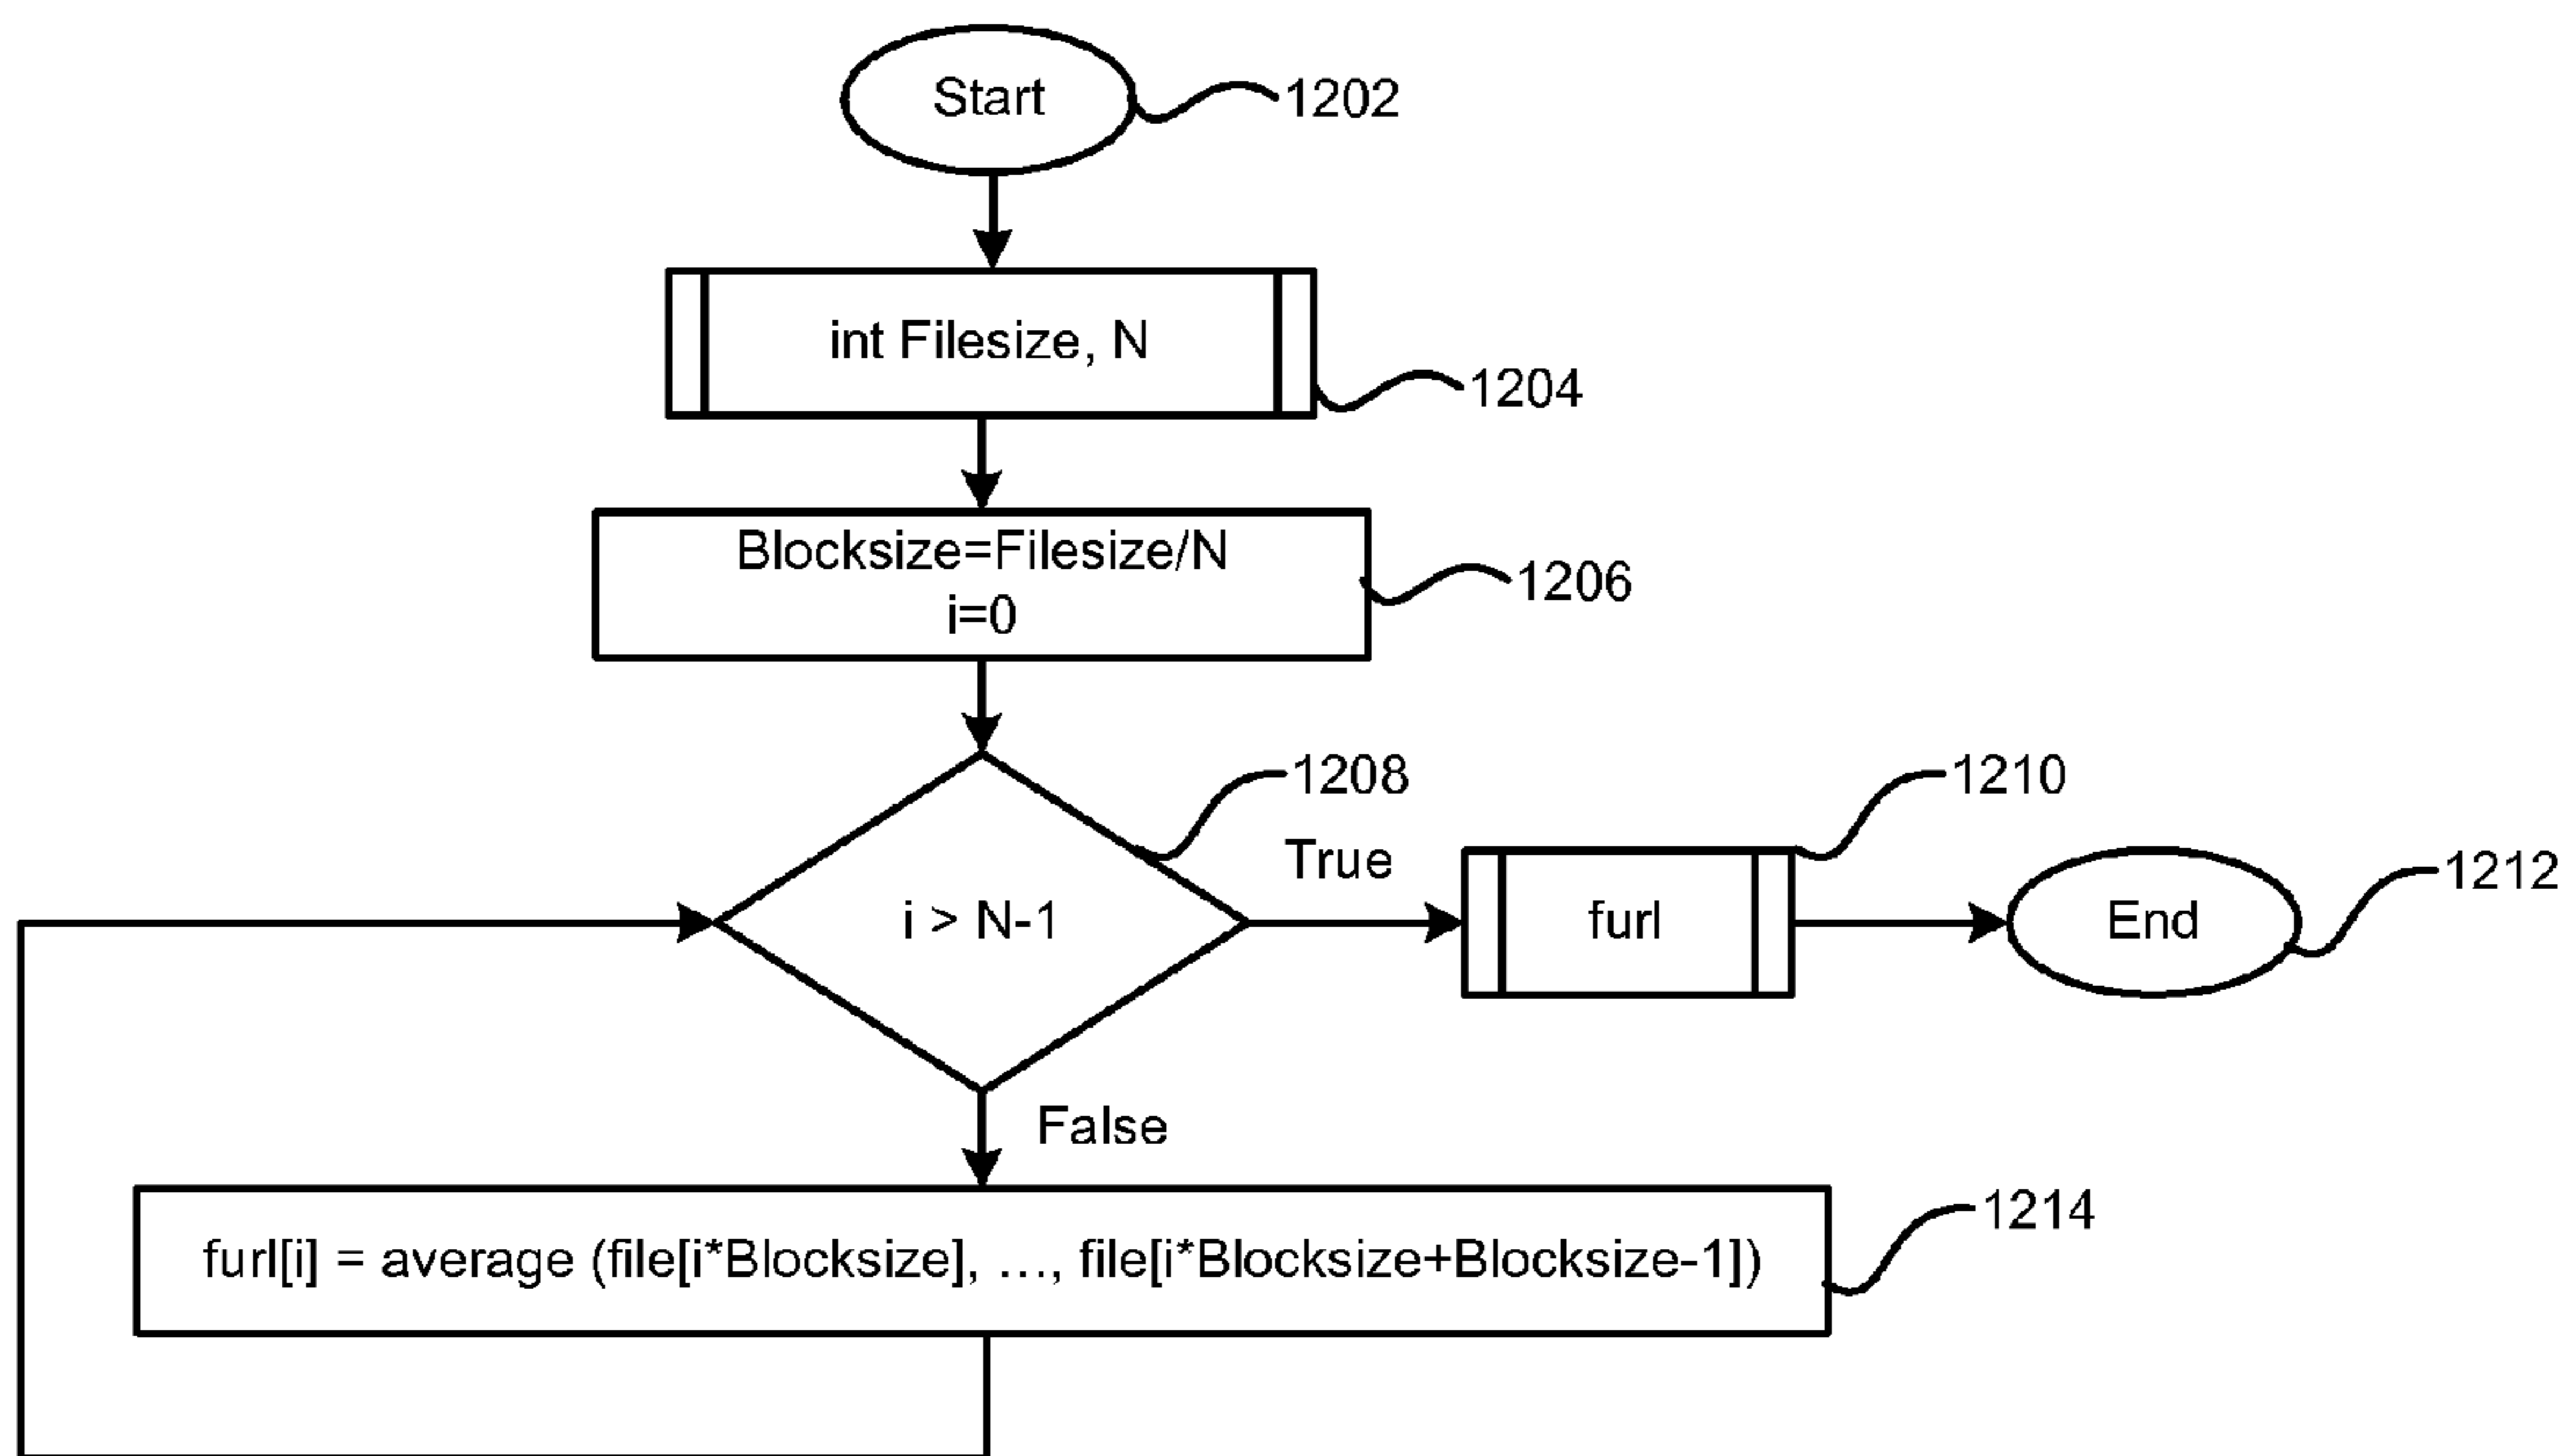 Start
1202
int Filesize, N
1204
Blocksize=Filesize/N
i=0
1206
1208
1210
True
1212
i > N-1
furl
End
False
1214
furl[i] = average (file[i*Blocksize], ..., file[i*Blocksize+Blocksize-1])